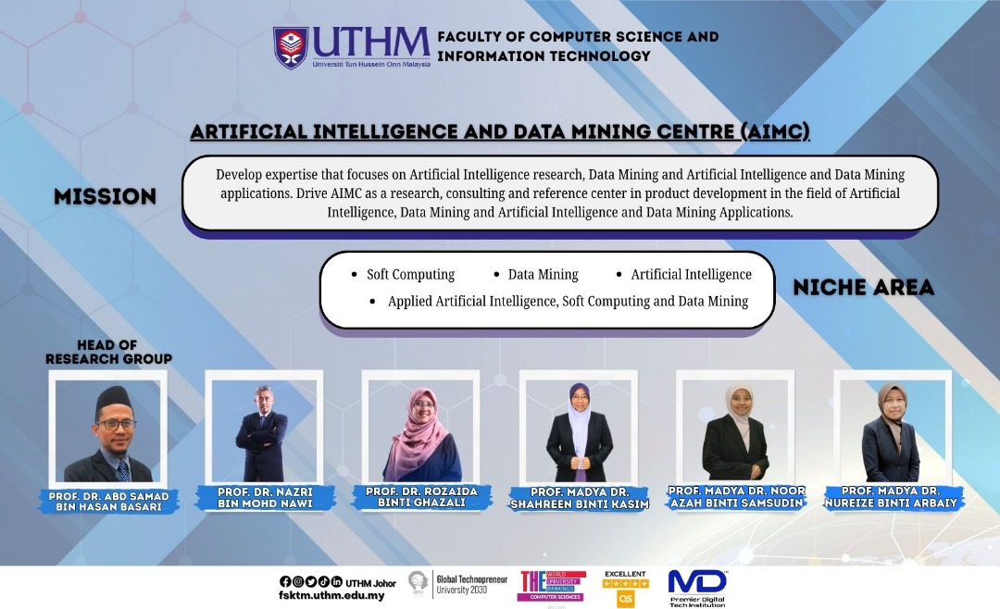 UTHM
Universiti Tun Hussein Onn Malaysia
FACULTY OF COMPUTER SCIENCE AND
INFORMATION TECHNOLOGY
ARTIFICIAL INTELLIGENCE AND DATA MINING CENTRE (AIMC)
MISSION
Develop expertise that focuses on Artificial Intelligence research, Data Mining and Artificial Intelligence and Data Mining
applications. Drive AIMC as a research, consulting and reference center in product development in the field of Artificial
Intelligence, Data Mining and Artificial Intelligence and Data Mining Applications.
• Soft Computing • Data Mining • Artificial Intelligence
• Applied Artificial Intelligence, Soft Computing and Data Mining
NICHE AREA
HEAD OF
RESEARCH GROUP
PROF. DR. ABD SAMAD
BIN HASAN BASARI
PROF. DR. NAZRI
BIN MOHD NAWI
PROF. DR. ROZAIDA
BINTI GHAZALI
PROF. MADYA DR.
SHAHREEN BINTI KASIM
PROF. MADYA DR. NOOR
AZAH BINTI SAMSUDIN
PROF. MADYA DR.
NUREIZE BINTI ARBAIY
UTHM Johor
fsktm.uthm.edu.my
Global Technopreneur
University 2030
THE WORLD
UNIVERSITY
RANKINGS
COMPUTER SCIENCES
EXCELLENT
QS
MD
Premier Digital
Tech Institution